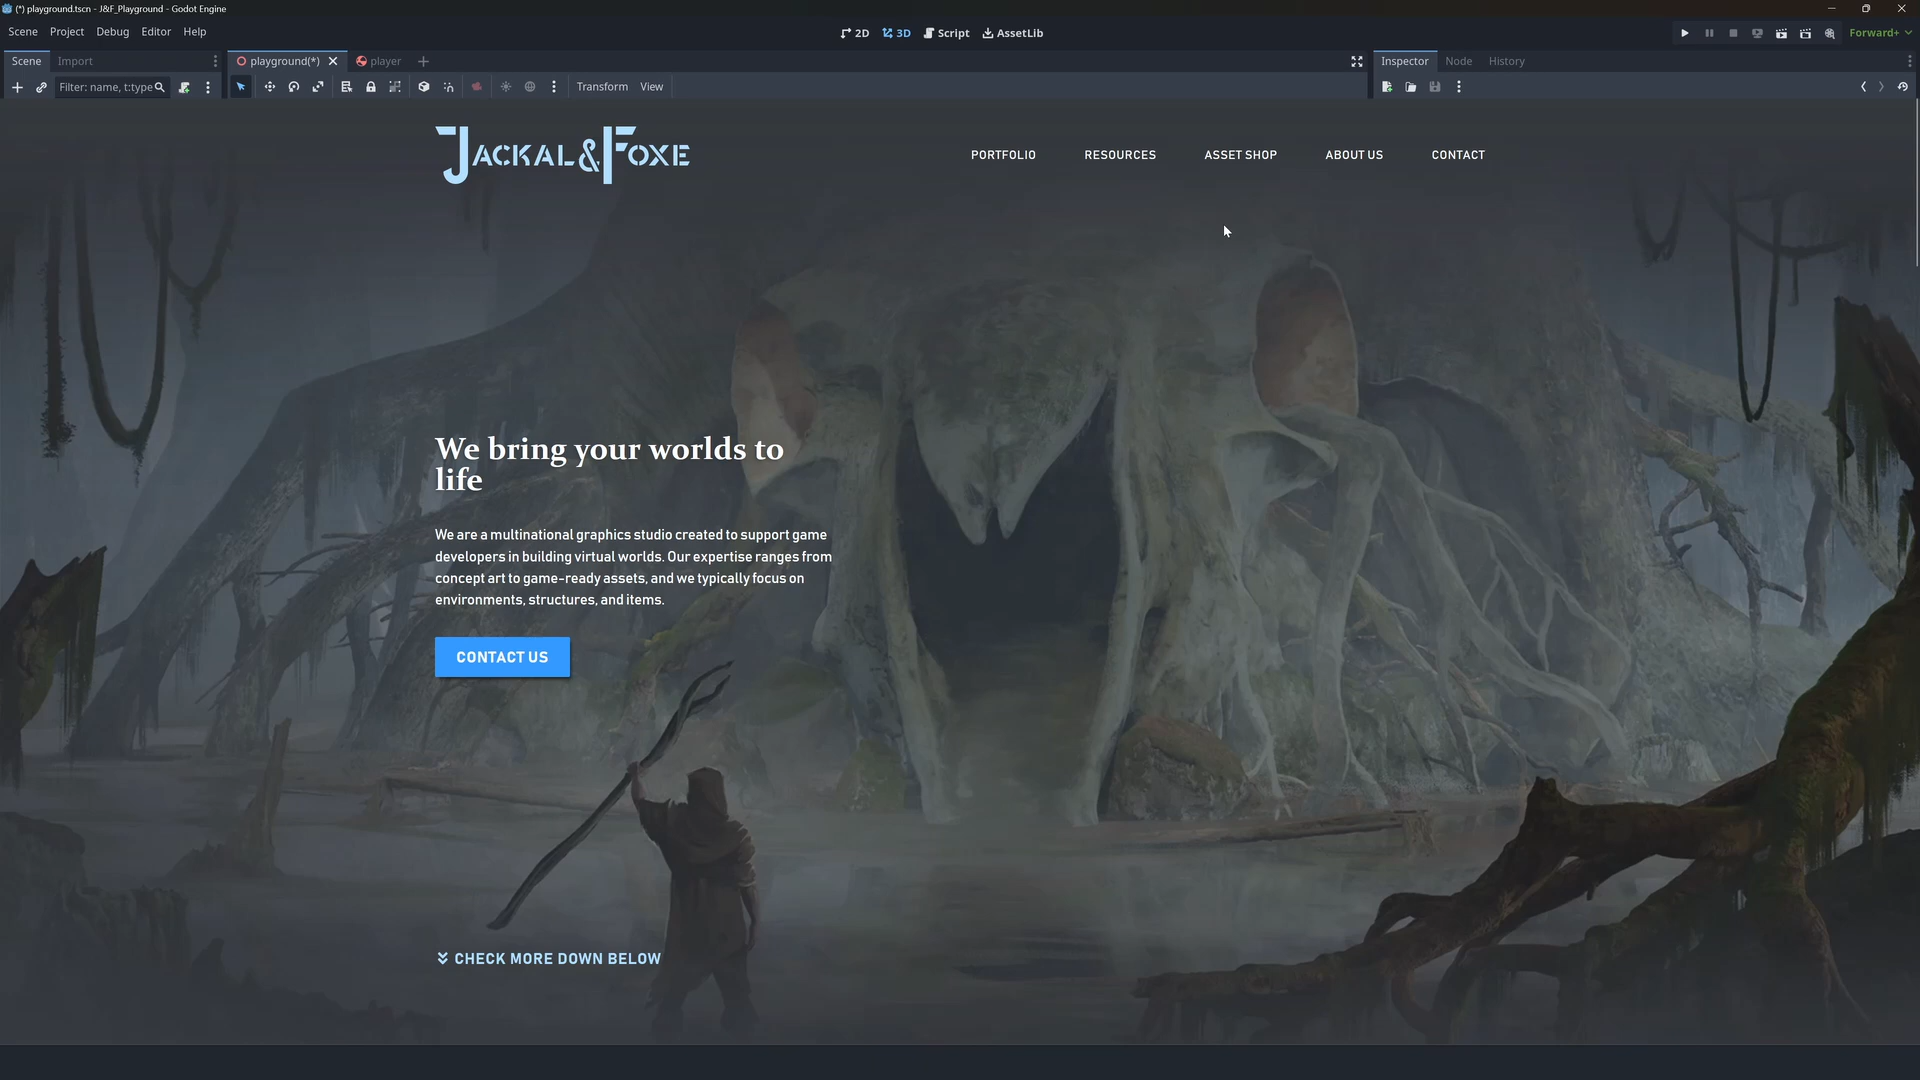 (*) playground.tscn - J&F_Playground - Godot Engine
Scene Project Debug Editor Help
2D 3D Script AssetLib
Forward+
Scene Import
playground(*) player
Inspector Node History
Filter: name, t:type
Transform View
JACKAL&FOXE
PORTFOLIO RESOURCES ASSET SHOP ABOUT US CONTACT
We bring your worlds to
life
We are a multinational graphics studio created to support game
developers in building virtual worlds. Our expertise ranges from
concept art to game-ready assets, and we typically focus on
environments, structures, and items.
CONTACT US
CHECK MORE DOWN BELOW